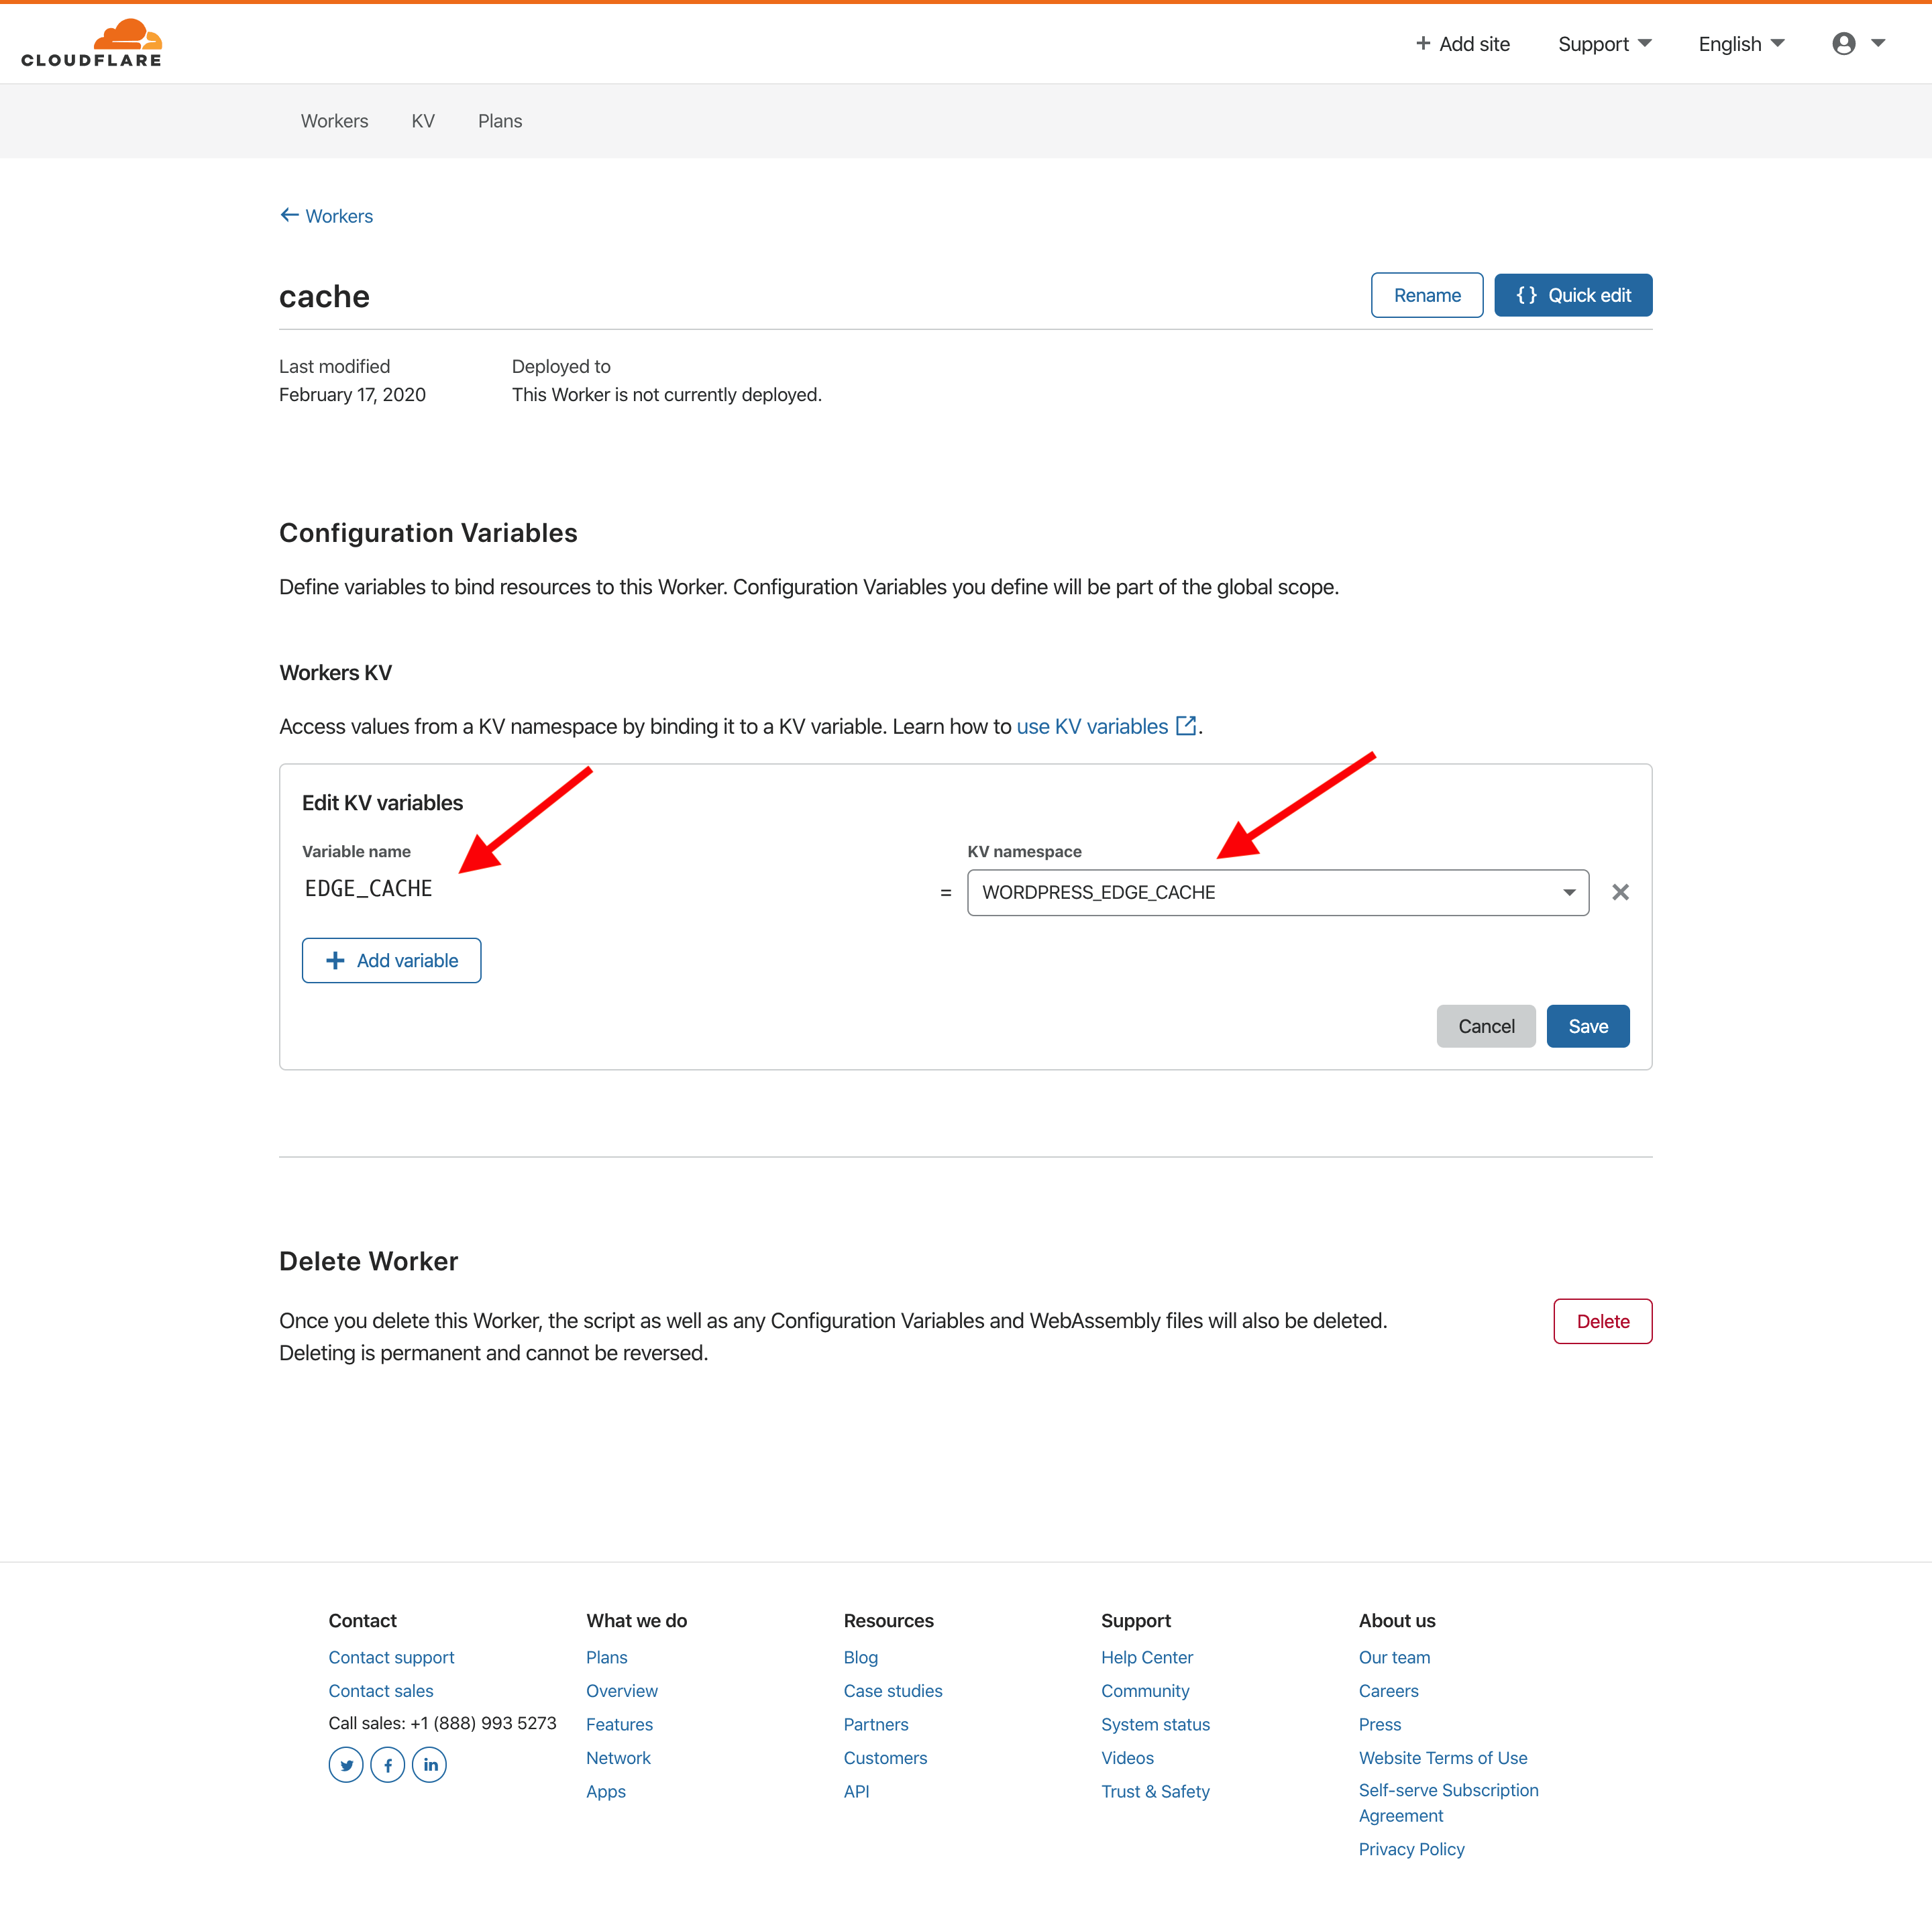 CLOUDFLARE
+ Add site Support English
Workers KV Plans
← Workers
cache
Rename { } Quick edit
Last modified Deployed to
February 17, 2020 This Worker is not currently deployed.
Configuration Variables
Define variables to bind resources to this Worker. Configuration Variables you define will be part of the global scope.
Workers KV
Access values from a KV namespace by binding it to a KV variable. Learn how to use KV variables .
Edit KV variables
Variable name KV namespace
EDGE_CACHE = WORDPRESS_EDGE_CACHE
+ Add variable
Cancel Save
Delete Worker
Once you delete this Worker, the script as well as any Configuration Variables and WebAssembly files will also be deleted.
Deleting is permanent and cannot be reversed.
Delete
Contact
Contact support
Contact sales
Call sales: +1 (888) 993 5273
What we do
Plans
Overview
Features
Network
Apps
Resources
Blog
Case studies
Partners
Customers
API
Support
Help Center
Community
System status
Videos
Trust & Safety
About us
Our team
Careers
Press
Website Terms of Use
Self-serve Subscription
Agreement
Privacy Policy